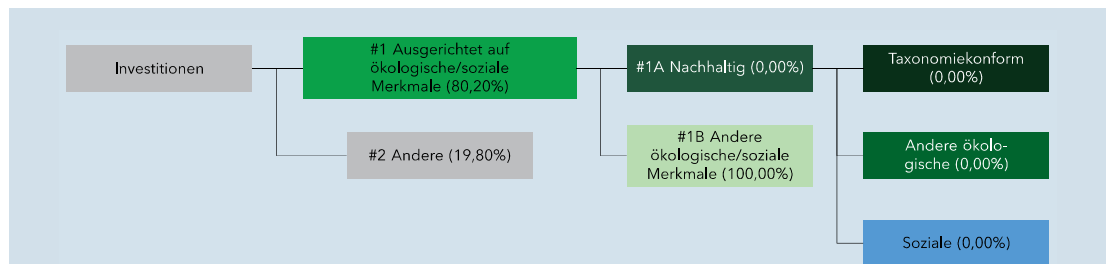 Investitionen
#1 Ausgerichtet auf
ökologische/soziale
Merkmale (80,20%)
#2 Andere (19,80%)
#1A Nachhaltig (0,00%)
#1B Andere
ökologische/soziale
Merkmale (100,00%)
Taxonomiekonform
(0,00%)
Andere ökolo-
gische (0,00%)
Soziale (0,00%)